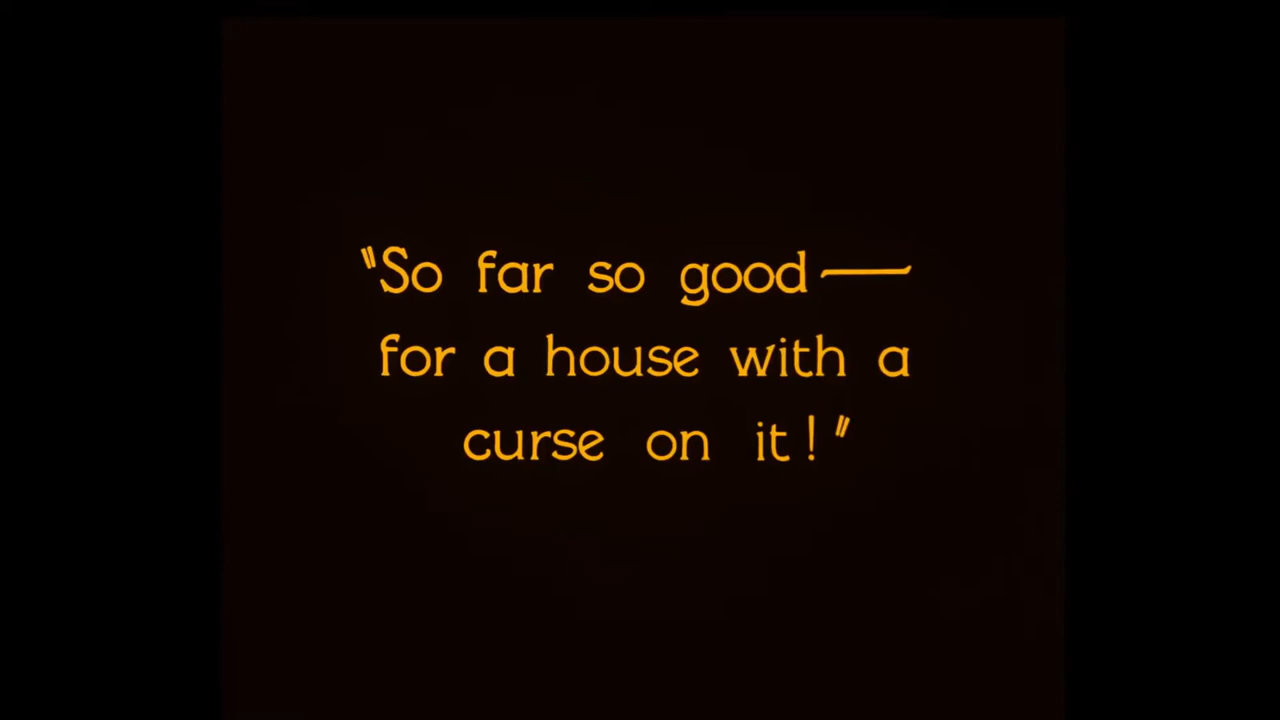 "So far so good—
for a house with a
curse on it!"